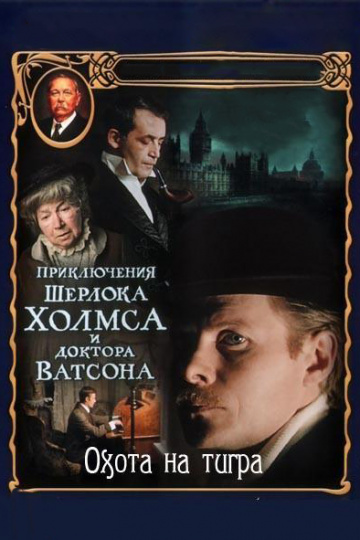 ПРИКЛЮЧЕНИЯ
ШЕРЛОКА
ХОЛМСА
И
ДОКТОРА
ВАТСОНА
Охота на тигра